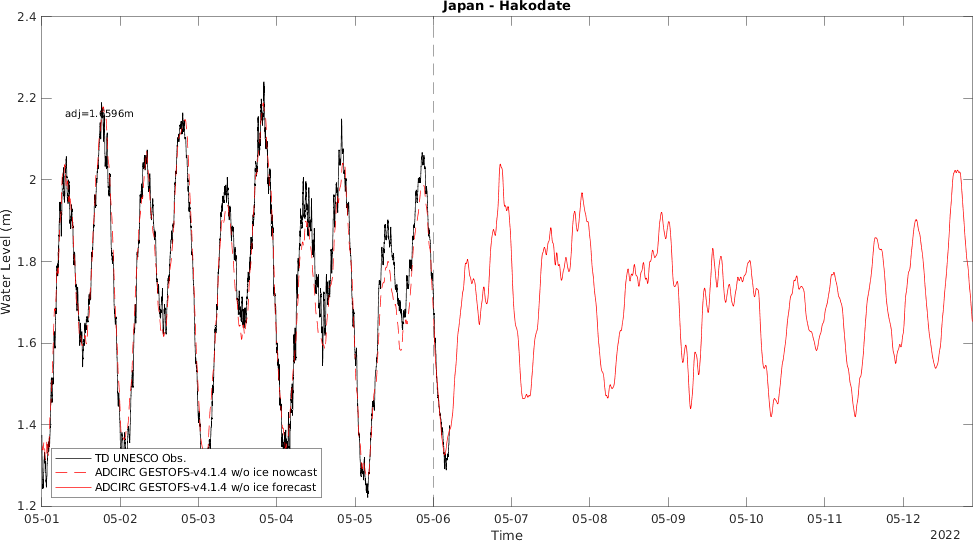 Japan - Hakodate
2.4
2.2
2
1.8
1.6
1.4
1.2
Water Level (m)
TD UNESCO Obs.
ADCIRC GESTOFS-v4.1.4 w/o ice nowcast
ADCIRC GESTOFS-v4.1.4 w/o ice forecast
05-01 05-02 05-03 05-04 05-05 05-06 05-07 05-08 05-09 05-10 05-11 05-12
Time
2022